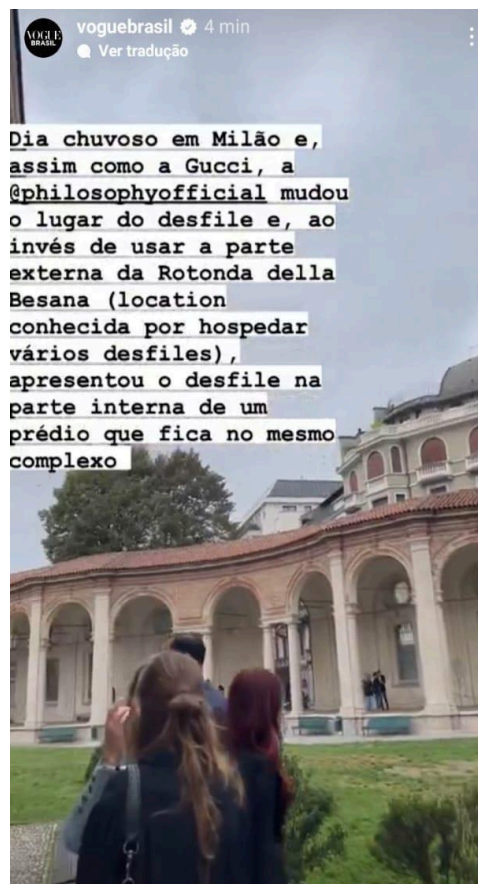 VOGUE
BRASIL
voguebrasil 4 min
Ver tradução
Dia chuvoso em Milão e,
assim como a Gucci, a
@philosophyofficial mudou
o lugar do desfile e, ao
invés de usar a parte
externa da Rotonda della
Besana (location
conhecida por hospedar
vários desfiles),
apresentou o desfile na
parte interna de um
prédio que fica no mesmo
complexo